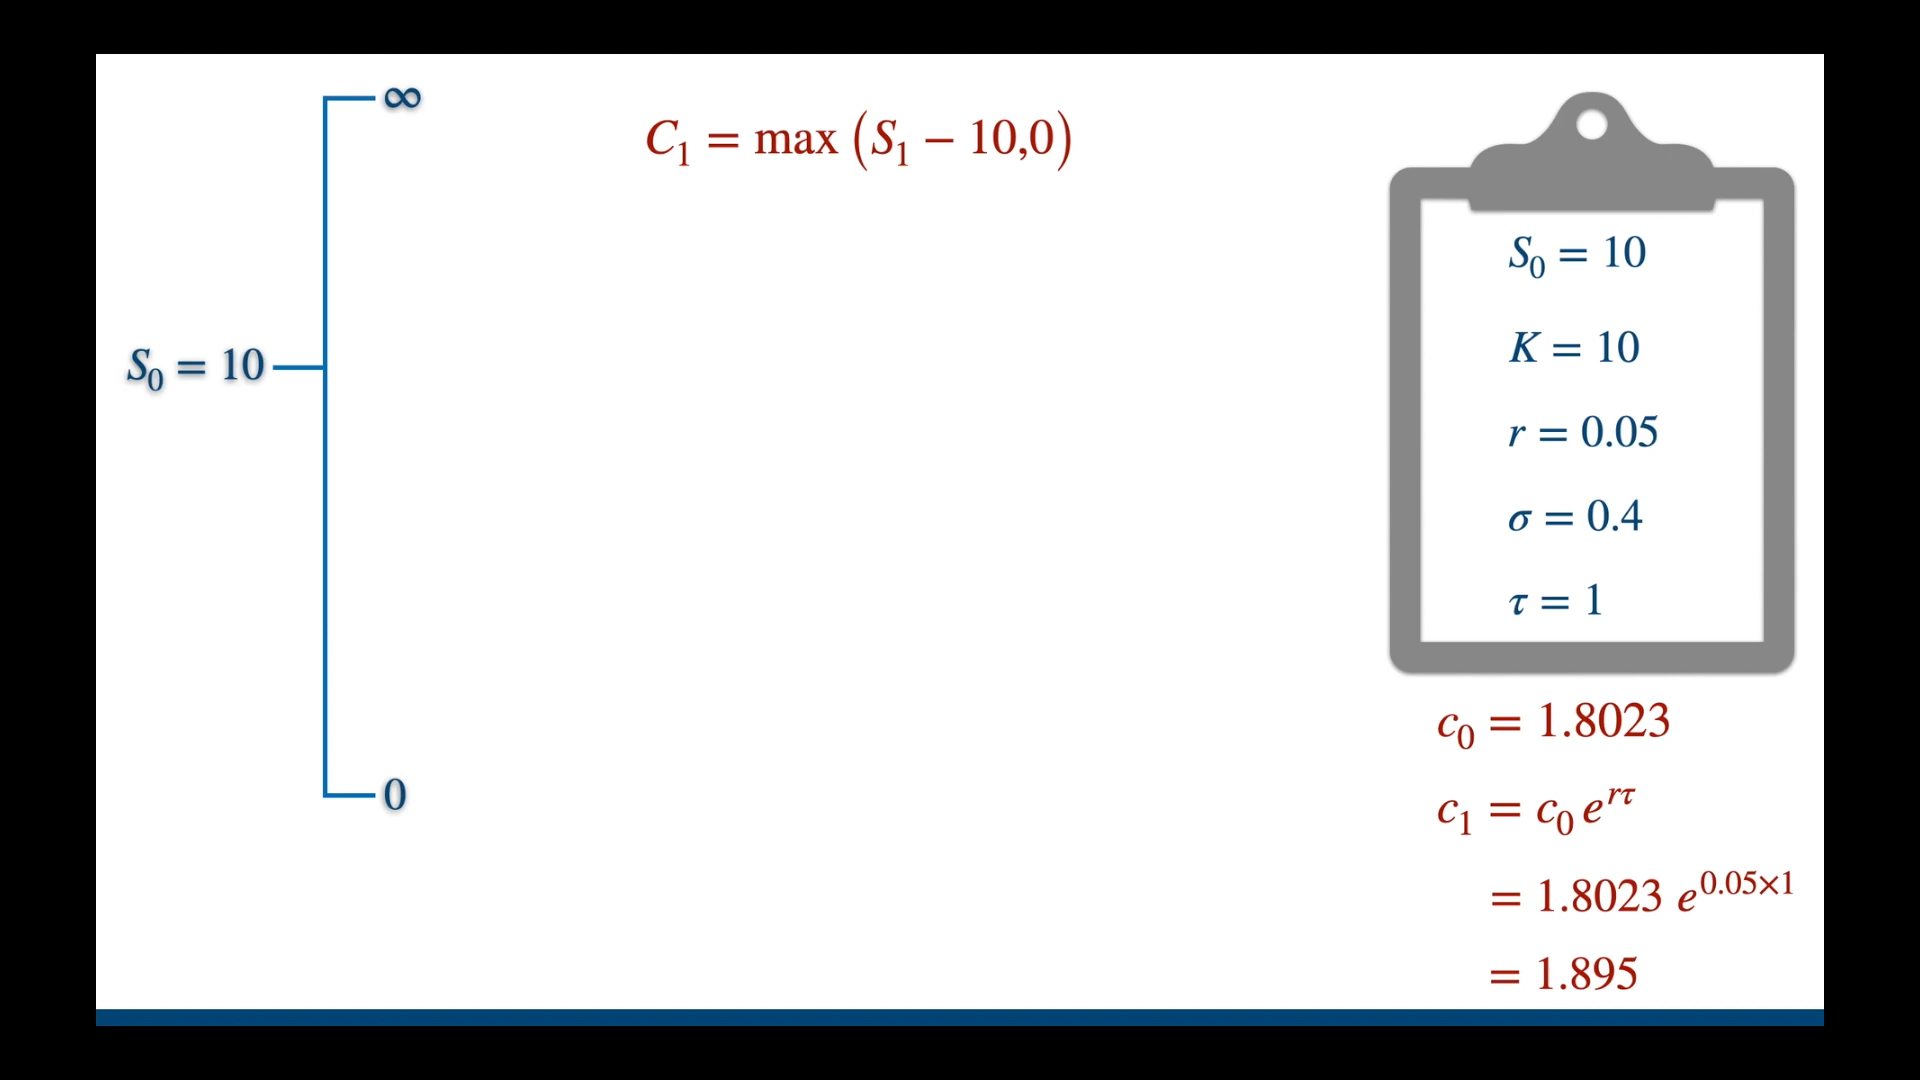 ∞
C₁ = max (S₁ − 10,0)
S₀ = 10
0
S₀ = 10
K = 10
r = 0.05
σ = 0.4
τ = 1
c₀ = 1.8023
c₁ = c₀ e^{rτ}
= 1.8023 e^{0.05×1}
= 1.895